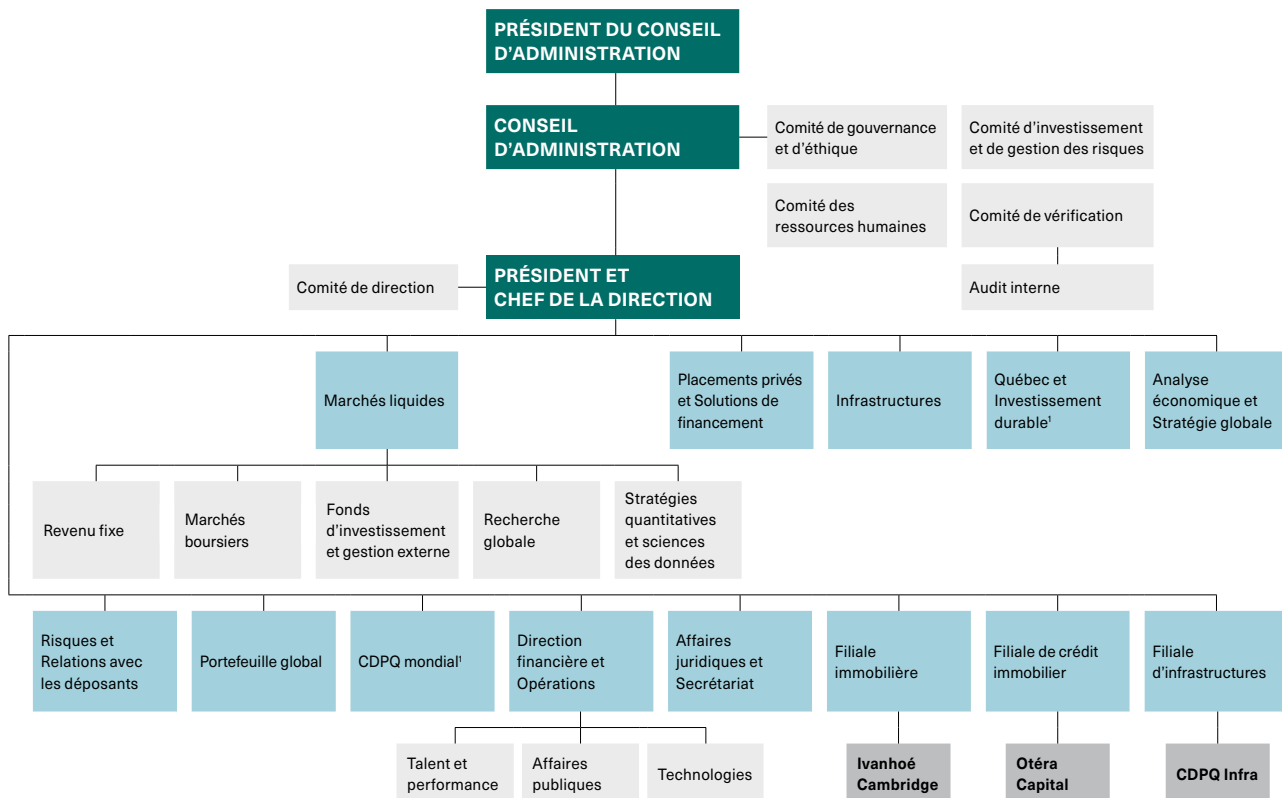 PRÉSIDENT DU CONSEIL
D'ADMINISTRATION
CONSEIL
D'ADMINISTRATION
Comité de gouvernance
et d'éthique
Comité d'investissement
et de gestion des risques
Comité des
ressources humaines
Comité de vérification
Comité de direction
PRÉSIDENT ET
CHEF DE LA DIRECTION
Audit interne
Marchés liquides
Placements privés
et Solutions de
financement
Infrastructures
Québec et
Investissement
durable¹
Analyse
économique et
Stratégie globale
Revenu fixe
Marchés
boursiers
Fonds
d'investissement
et gestion externe
Recherche
globale
Stratégies
quantitatives
et sciences
des données
Risques et
Relations avec
les déposants
Portefeuille global
CDPQ mondial¹
Direction
financière et
Opérations
Affaires
juridiques et
Secrétariat
Filiale
immobilière
Filiale de crédit
immobilier
Filiale
d'infrastructures
Talent et
performance
Affaires
publiques
Technologies
Ivanhoé
Cambridge
Otéra
Capital
CDPQ Infra